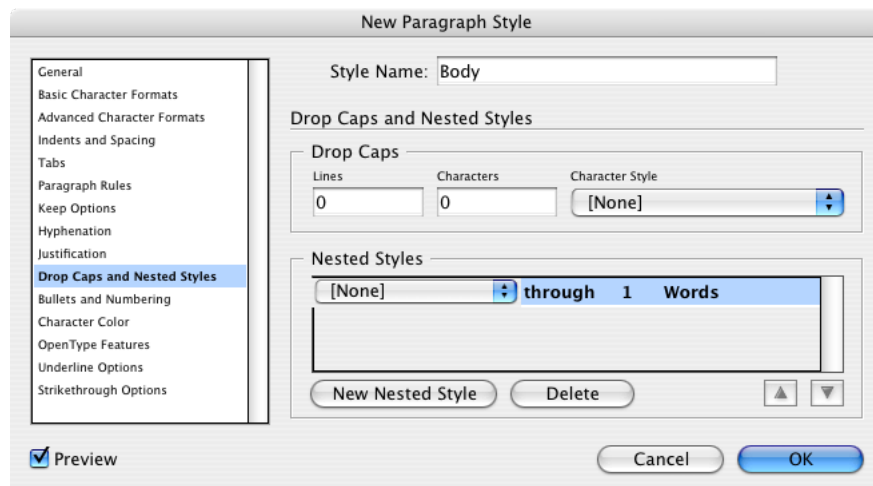 New Paragraph Style
General
Basic Character Formats
Advanced Character Formats
Indents and Spacing
Tabs
Paragraph Rules
Keep Options
Hyphenation
Justification
Drop Caps and Nested Styles
Bullets and Numbering
Character Color
OpenType Features
Underline Options
Strikethrough Options
Style Name: Body
Drop Caps and Nested Styles
Drop Caps
Lines Characters Character Style
0 0 [None]
Nested Styles
[None] through 1 Words
New Nested Style Delete
Preview Cancel OK